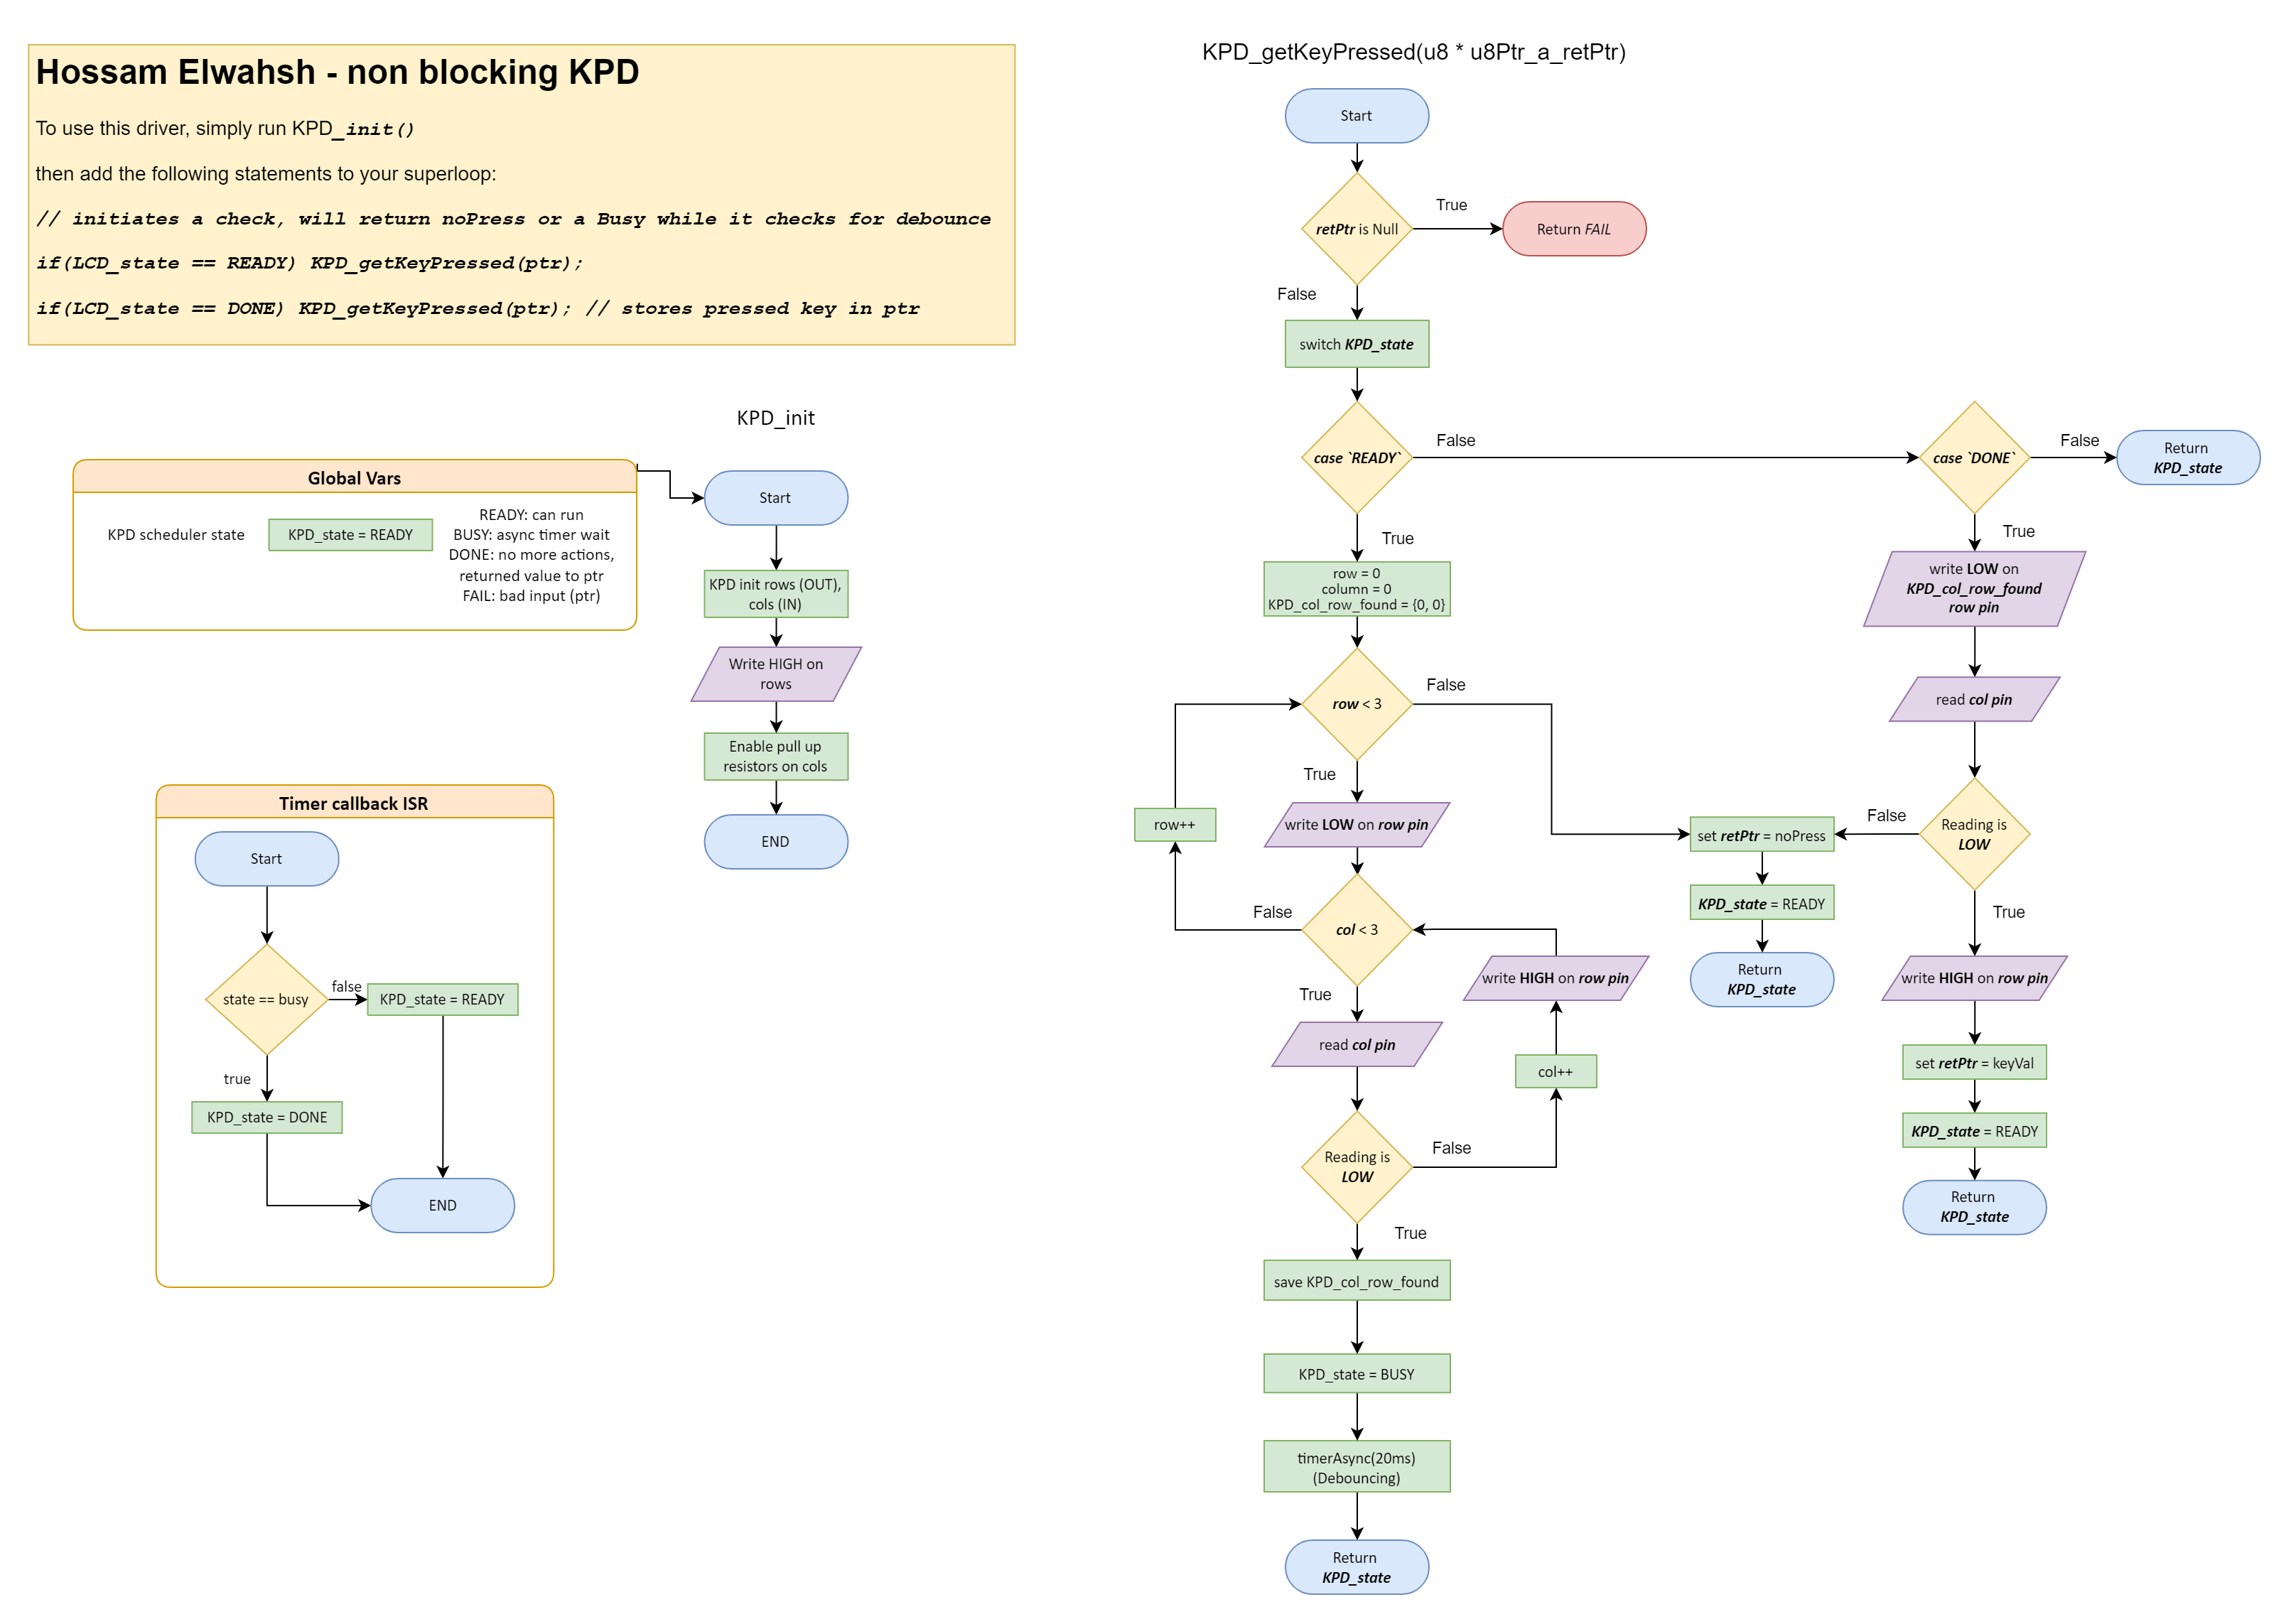 Hossam Elwahsh - non blocking KPD
To use this driver, simply run KPD_init()
then add the following statements to your superloop:
// initiates a check, will return noPress or a Busy while it checks for debounce
if(LCD_state == READY) KPD_getKeyPressed(ptr);
if(LCD_state == DONE) KPD_getKeyPressed(ptr); // stores pressed key in ptr
Global Vars
KPD scheduler state
KPD_state = READY
READY: can run
BUSY: async timer wait
DONE: no more actions,
returned value to ptr
FAIL: bad input (ptr)
KPD_init
Start
KPD init rows (OUT),
cols (IN)
Write HIGH on
rows
Enable pull up
resistors on cols
END
Timer callback ISR
Start
state == busy
false
KPD_state = READY
true
KPD_state = DONE
END
KPD_getKeyPressed(u8 * u8Ptr_a_retPtr)
Start
retPtr is Null
True
Return FAIL
False
switch KPD_state
case `READY`
False
case `DONE`
False
Return
KPD_state
True
row = 0
column = 0
KPD_col_row_found = {0, 0}
row < 3
False
True
write LOW on row pin
row++
col < 3
False
True
read col pin
Reading is
LOW
False
col++
write HIGH on row pin
True
save KPD_col_row_found
KPD_state = BUSY
timerAsync(20ms)
(Debouncing)
Return
KPD_state
True
write LOW on
KPD_col_row_found
row pin
read col pin
Reading is
LOW
False
set retPtr = noPress
KPD_state = READY
Return
KPD_state
True
write HIGH on row pin
set retPtr = keyVal
KPD_state = READY
Return
KPD_state